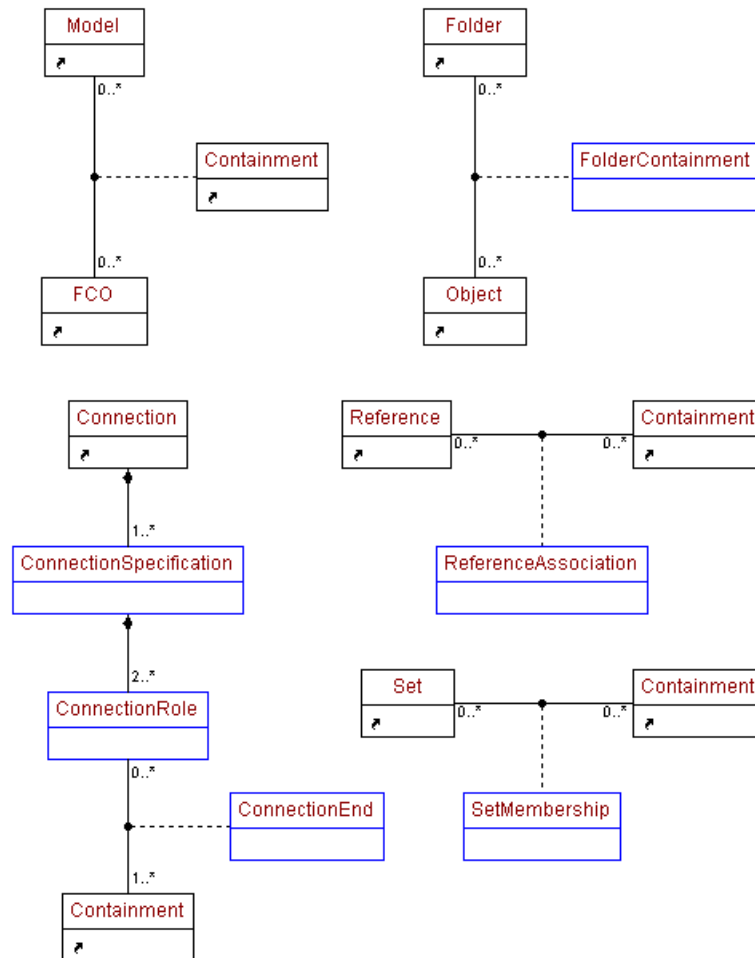 Model
0..*
Containment
0..*
FCO
Folder
0..*
FolderContainment
0..*
Object
Connection
1..*
ConnectionSpecification
2..*
ConnectionRole
0..*
ConnectionEnd
1..*
Containment
Reference
0..*
0..*
Containment
ReferenceAssociation
Set
0..*
0..*
Containment
SetMembership